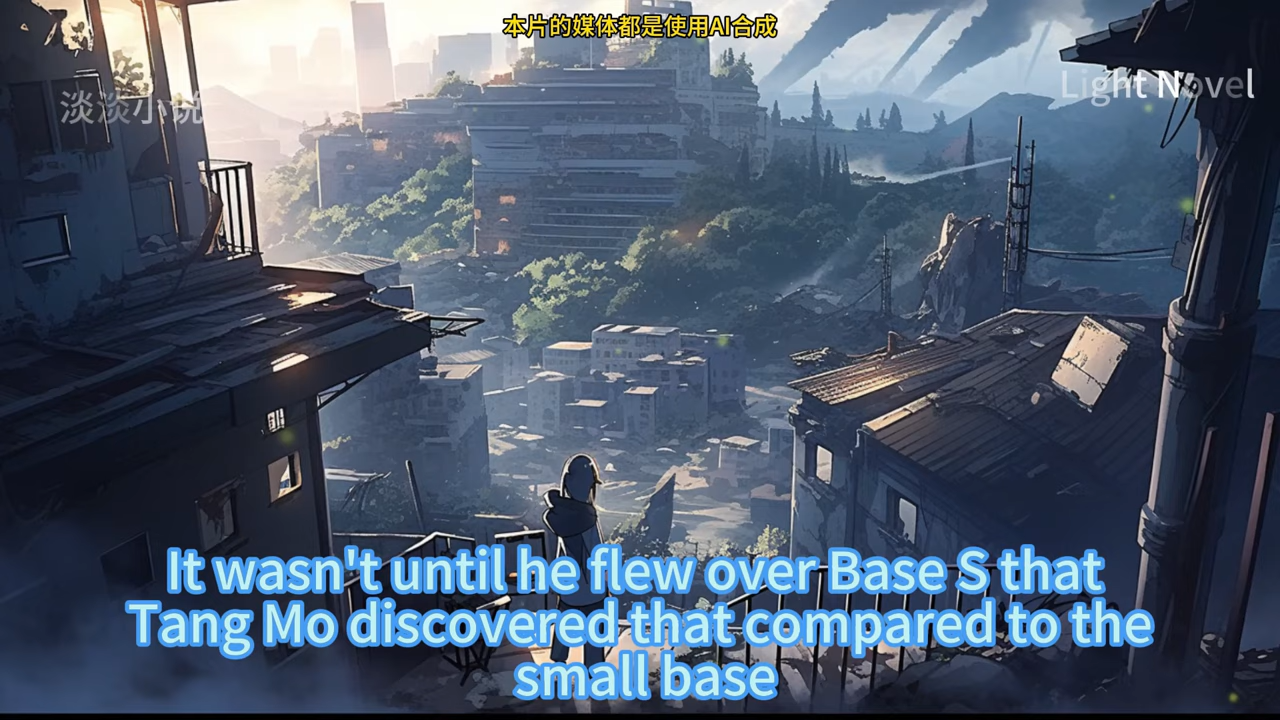 本片的媒体都是使用AI合成
淡淡小说
Light Novel
It wasn't until he flew over Base S that
Tang Mo discovered that compared to the
small base